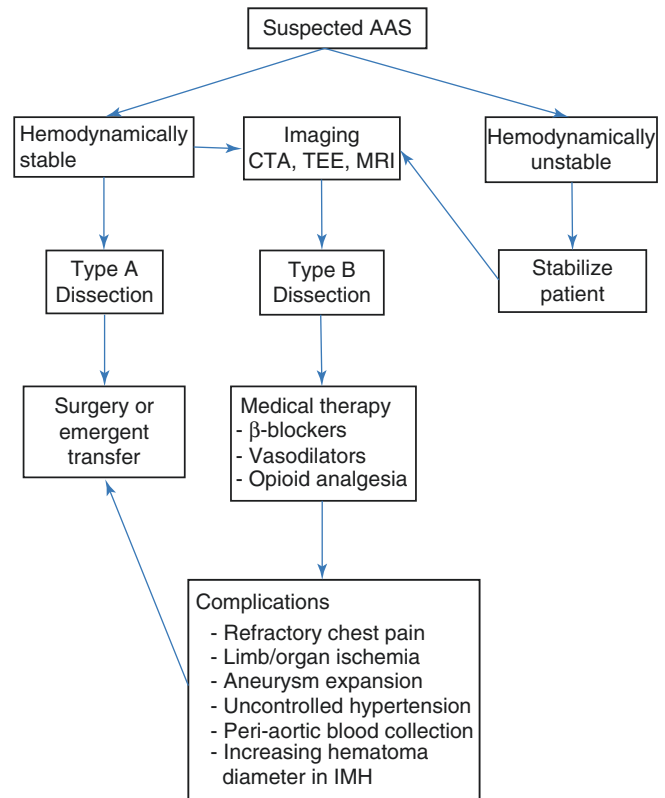 Suspected AAS
Hemodynamically
stable
Imaging
CTA, TEE, MRI
Hemodynamically
unstable
Type A
Dissection
Type B
Dissection
Stabilize
patient
Surgery or
emergent
transfer
Medical therapy
- β-blockers
- Vasodilators
- Opioid analgesia
Complications
- Refractory chest pain
- Limb/organ ischemia
- Aneurysm expansion
- Uncontrolled hypertension
- Peri-aortic blood collection
- Increasing hematoma
diameter in IMH